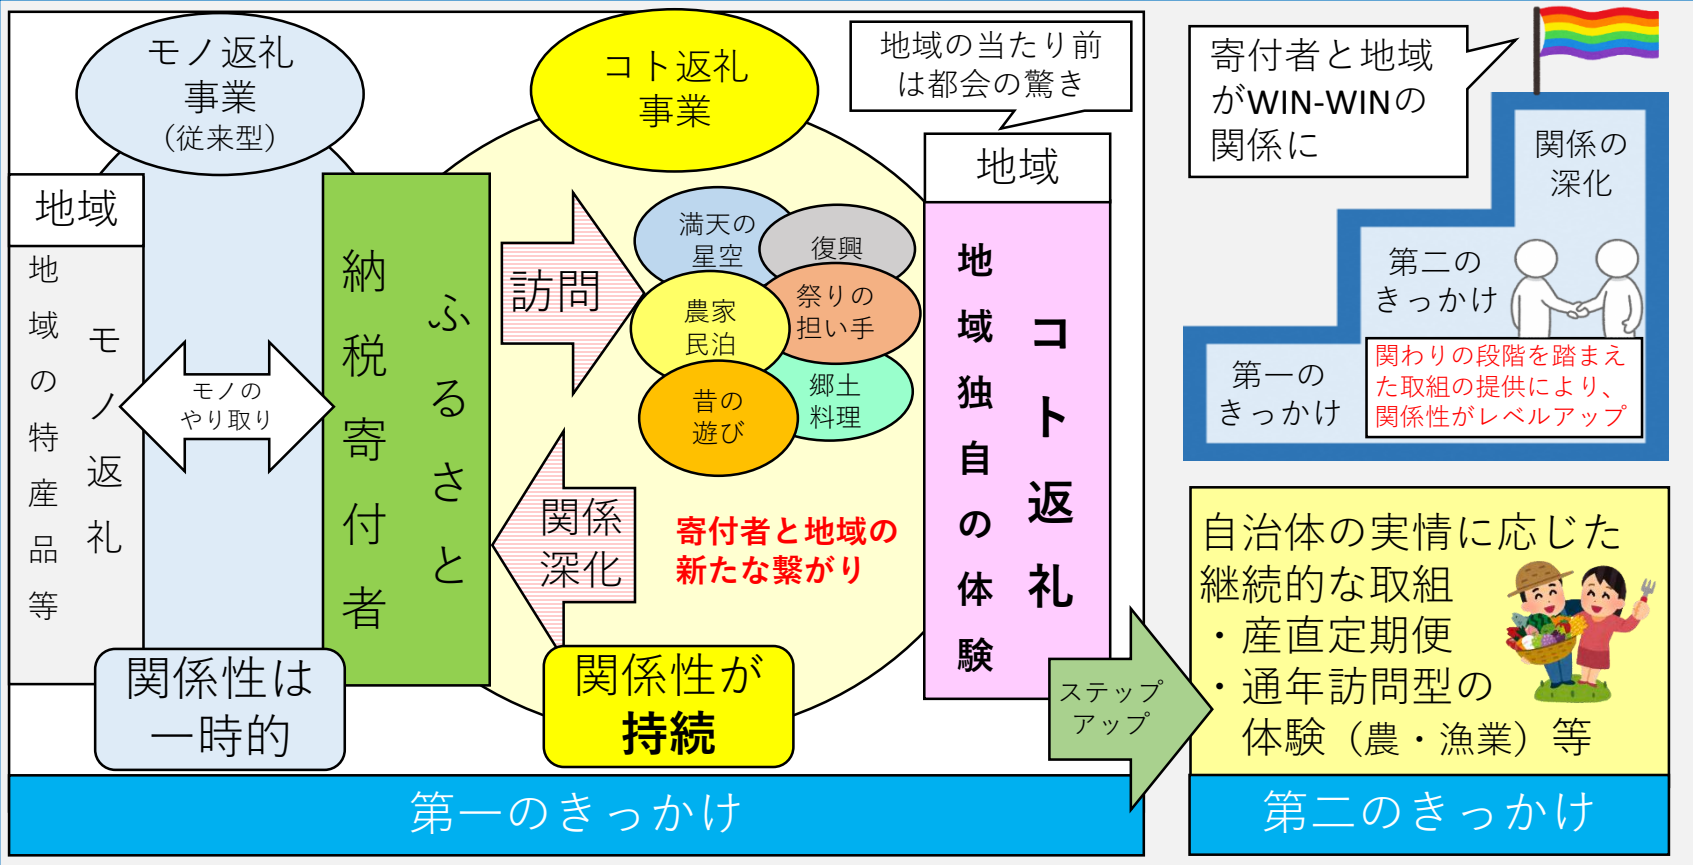 モノ返礼
事業
（従来型）
コト返礼
事業
地域の当たり前
は都会の驚き
地域
モノ返礼
地域の特産品等
モノの
やり取り
ふるさと
納税寄付者
訪問
満天の
星空
復興
農家
民泊
祭りの
担い手
昔の
遊び
郷土
料理
関係
深化
寄付者と地域の
新たな繋がり
地域
コト返礼
地域独自の体験
関係性は
一時的
関係性が
持続
ステップ
アップ
第一のきっかけ
寄付者と地域
がWIN-WINの
関係に
関係の
深化
第二の
きっかけ
第一の
きっかけ
関わりの段階を踏まえ
た取組の提供により、
関係性がレベルアップ
自治体の実情に応じた
継続的な取組
・産直定期便
・通年訪問型の
体験（農・漁業）等
第二のきっかけ